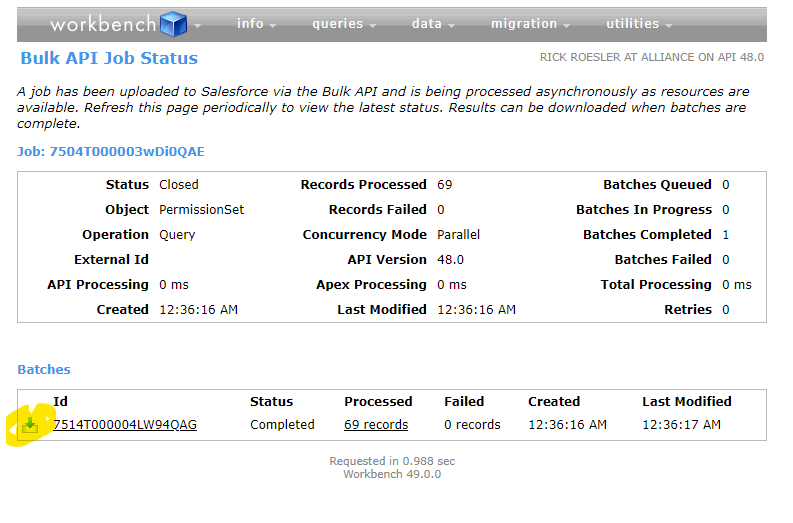 workbench info queries data migration utilities
Bulk API Job Status RICK ROESLER AT ALLIANCE ON API 48.0
A job has been uploaded to Salesforce via the Bulk API and is being processed asynchronously as resources are
available. Refresh this page periodically to view the latest status. Results can be downloaded when batches are
complete.
Job: 7504T000003wDi0QAE
Status Closed Records Processed 69 Batches Queued 0
Object PermissionSet Records Failed 0 Batches In Progress 0
Operation Query Concurrency Mode Parallel Batches Completed 1
External Id API Version 48.0 Batches Failed 0
API Processing 0 ms Apex Processing 0 ms Total Processing 0 ms
Created 12:36:16 AM Last Modified 12:36:16 AM Retries 0
Batches
Id Status Processed Failed Created Last Modified
7514T000004LW94QAG Completed 69 records 0 records 12:36:16 AM 12:36:17 AM
Requested in 0.988 sec
Workbench 49.0.0